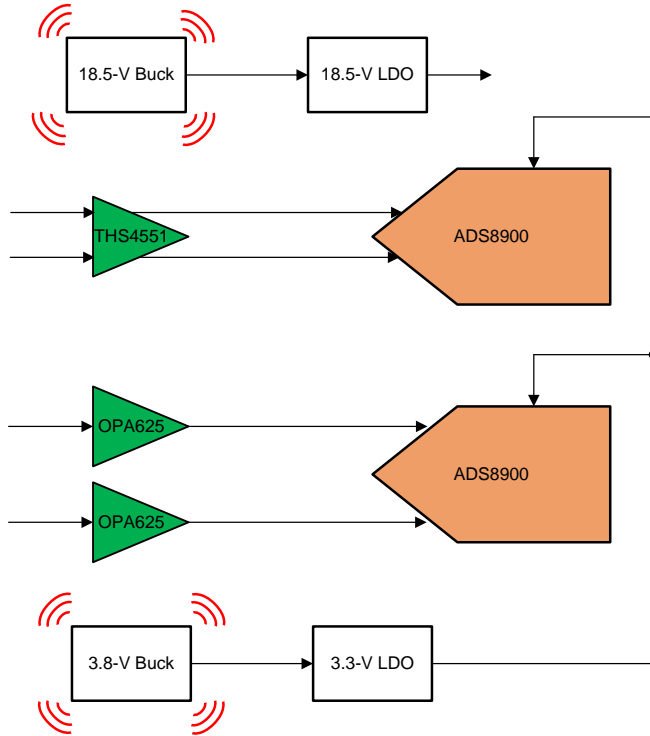 18.5-V Buck
18.5-V LDO
THS4551
ADS8900
OPA625
ADS8900
OPA625
3.8-V Buck
3.3-V LDO